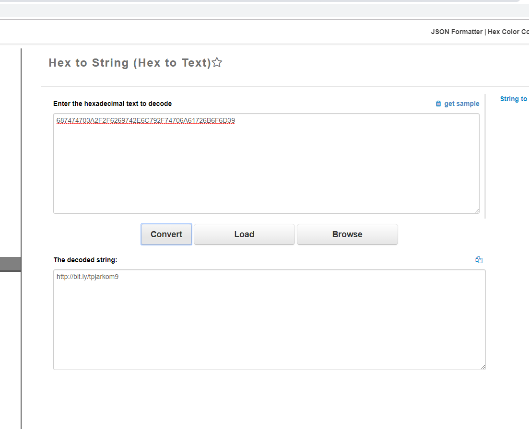 JSON Formatter | Hex Color Co
Hex to String (Hex to Text)
Enter the hexadecimal text to decode
get sample
String to
687474703A2F2F6269742E6C792F74706A61726B6F6D39
Convert
Load
Browse
The decoded string:
http://bit.ly/tpjarkom9